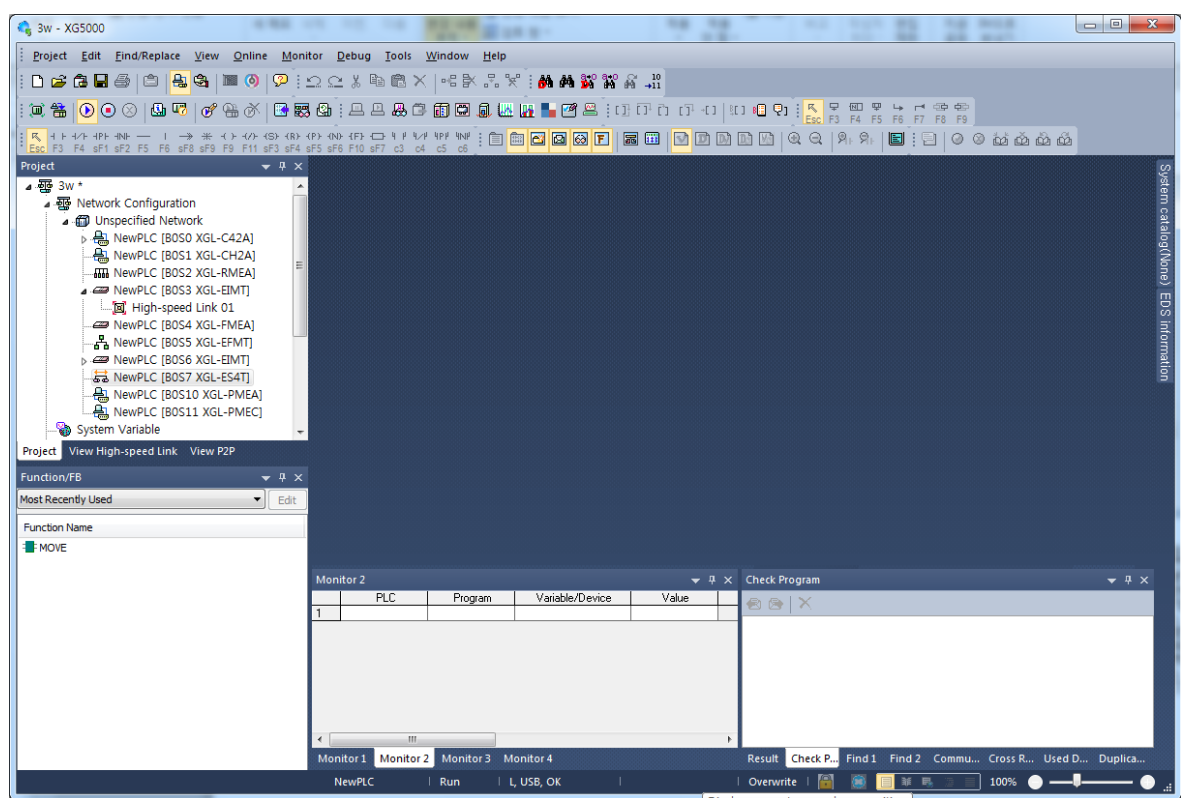 3w - XG5000
Project Edit Find/Replace View Online Monitor Debug Tools Window Help
Esc F3 F4 F5 F6 F7 F8 F9
Esc F3 F4 sF1 sF2 F5 F6 sF8 sF9 F9 F11 sF3 sF4 sF5 sF6 F10 sF7 c3 c4 c5 c6
Project
3w *
Network Configuration
Unspecified Network
NewPLC [B0S0 XGL-C42A]
NewPLC [B0S1 XGL-CH2A]
NewPLC [B0S2 XGL-RMEA]
NewPLC [B0S3 XGL-EIMT]
High-speed Link 01
NewPLC [B0S4 XGL-FMEA]
NewPLC [B0S5 XGL-EFMT]
NewPLC [B0S6 XGL-EIMT]
NewPLC [B0S7 XGL-ES4T]
NewPLC [B0S10 XGL-PMEA]
NewPLC [B0S11 XGL-PMEC]
System Variable
Project View High-speed Link View P2P
System catalog(None) EDS information
Function/FB
Most Recently Used Edit
Function Name
MOVE
Monitor 2
PLC Program Variable/Device Value
1
Monitor 1 Monitor 2 Monitor 3 Monitor 4
Check Program
Result Check P... Find 1 Find 2 Commu... Cross R... Used D... Duplica...
NewPLC Run L, USB, OK Overwrite 100%